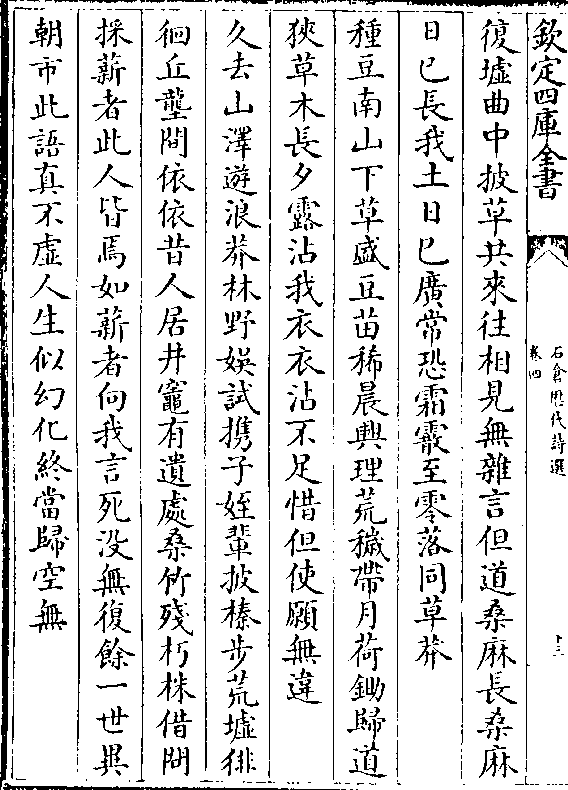 欽定四庫全書
石倉歷代詩選
卷四
十三
復墟曲中披草共來往相見無雜言但道桑麻長桑麻
日已長我土日已廣常恐霜霰至零落同草莽
種豆南山下草盛豆苗稀晨興理荒穢帶月荷鋤歸道
狹草木長夕露沾我衣衣沾不足惜但使願無違
久去山澤遊浪莽林野娛試攜子姪輩披榛步荒墟徘
徊丘壟間依依昔人居井竈有遺處桑竹殘朽株借問
採薪者此人皆焉如薪者向我言死没無復餘一世異
朝市此語真不虛人生似幻化終當歸空無